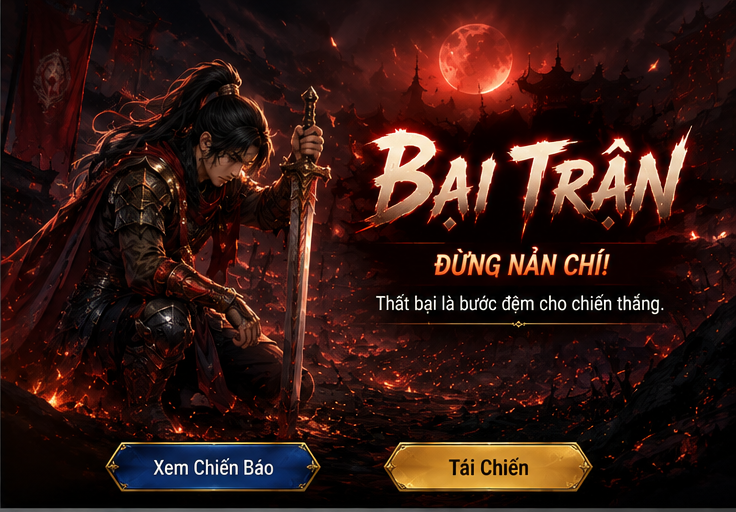 BẠI TRẬN
ĐỪNG NẢN CHÍ!
Thất bại là bước đệm cho chiến thắng.
Xem Chiến Báo
Tái Chiến